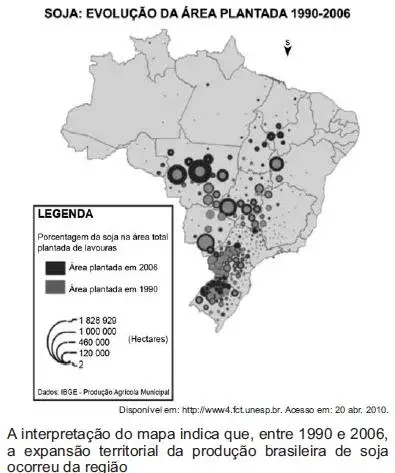 SOJA: EVOLUÇÃO DA ÁREA PLANTADA 1990-2006
S
LEGENDA
Porcentagem da soja na área total
plantada de lavouras
Área plantada em 2006
Área plantada em 1990
1 828 929
1 000 000
460 000
120 000
2
(Hectares)
Dados: IBGE - Produção Agrícola Municipal
Disponível em: http://www4.fct.unesp.br. Acesso em: 20 abr. 2010.
A interpretação do mapa indica que, entre 1990 e 2006,
a expansão territorial da produção brasileira de soja
ocorreu da região